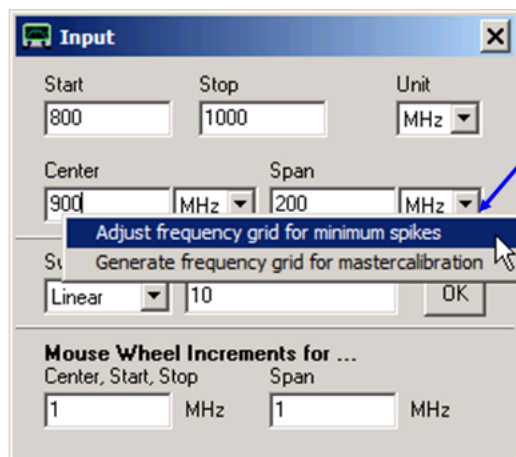 Input
Start Stop Unit
800 1000 MHz
Center Span
900 MHz 200 MHz
Adjust frequency grid for minimum spikes
Generate frequency grid for mastercalibration
Linear 10 OK
Mouse Wheel Increments for ...
Center, Start, Stop Span
1 MHz 1 MHz